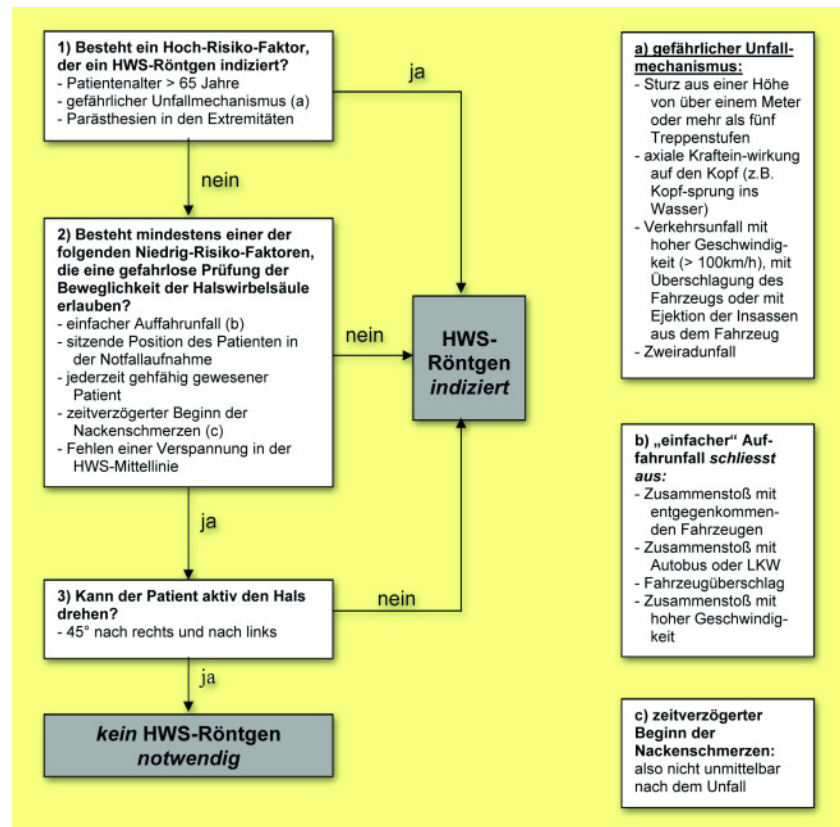 1) Besteht ein Hoch-Risiko-Faktor,
der ein HWS-Röntgen indiziert?
- Patientenalter > 65 Jahre
- gefährlicher Unfallmechanismus (a)
- Parästhesien in den Extremitäten
ja
nein
2) Besteht mindestens einer der
folgenden Niedrig-Risiko-Faktoren,
die eine gefahrlose Prüfung der
Beweglichkeit der Halswirbelsäule
erlauben?
- einfacher Auffahrunfall (b)
- sitzende Position des Patienten in
der Notfallaufnahme
- jederzeit gehfähig gewesener
Patient
- zeitverzögerter Beginn der
Nackenschmerzen (c)
- Fehlen einer Verspannung in der
HWS-Mittellinie
nein
HWS-
Röntgen
indiziert
ja
3) Kann der Patient aktiv den Hals
drehen?
- 45° nach rechts und nach links
nein
ja
kein HWS-Röntgen
notwendig
a) gefährlicher Unfall-
mechanismus:
- Sturz aus einer Höhe
von über einem Meter
oder mehr als fünf
Treppenstufen
- axiale Kraftein-wirkung
auf den Kopf (z.B.
Kopf-sprung ins
Wasser)
- Verkehrsunfall mit
hoher Geschwindig-
keit (> 100km/h), mit
Überschlagung des
Fahrzeugs oder mit
Ejektion der Insassen
aus dem Fahrzeug
- Zweiradunfall
b) „einfacher“ Auf-
fahrunfall schliesst
aus:
- Zusammenstoß mit
entgegenkommen-
den Fahrzeugen
- Zusammenstoß mit
Autobus oder LKW
- Fahrzeugüberschlag
- Zusammenstoß mit
hoher Geschwindig-
keit
c) zeitverzögerter
Beginn der
Nackenschmerzen:
also nicht unmittelbar
nach dem Unfall